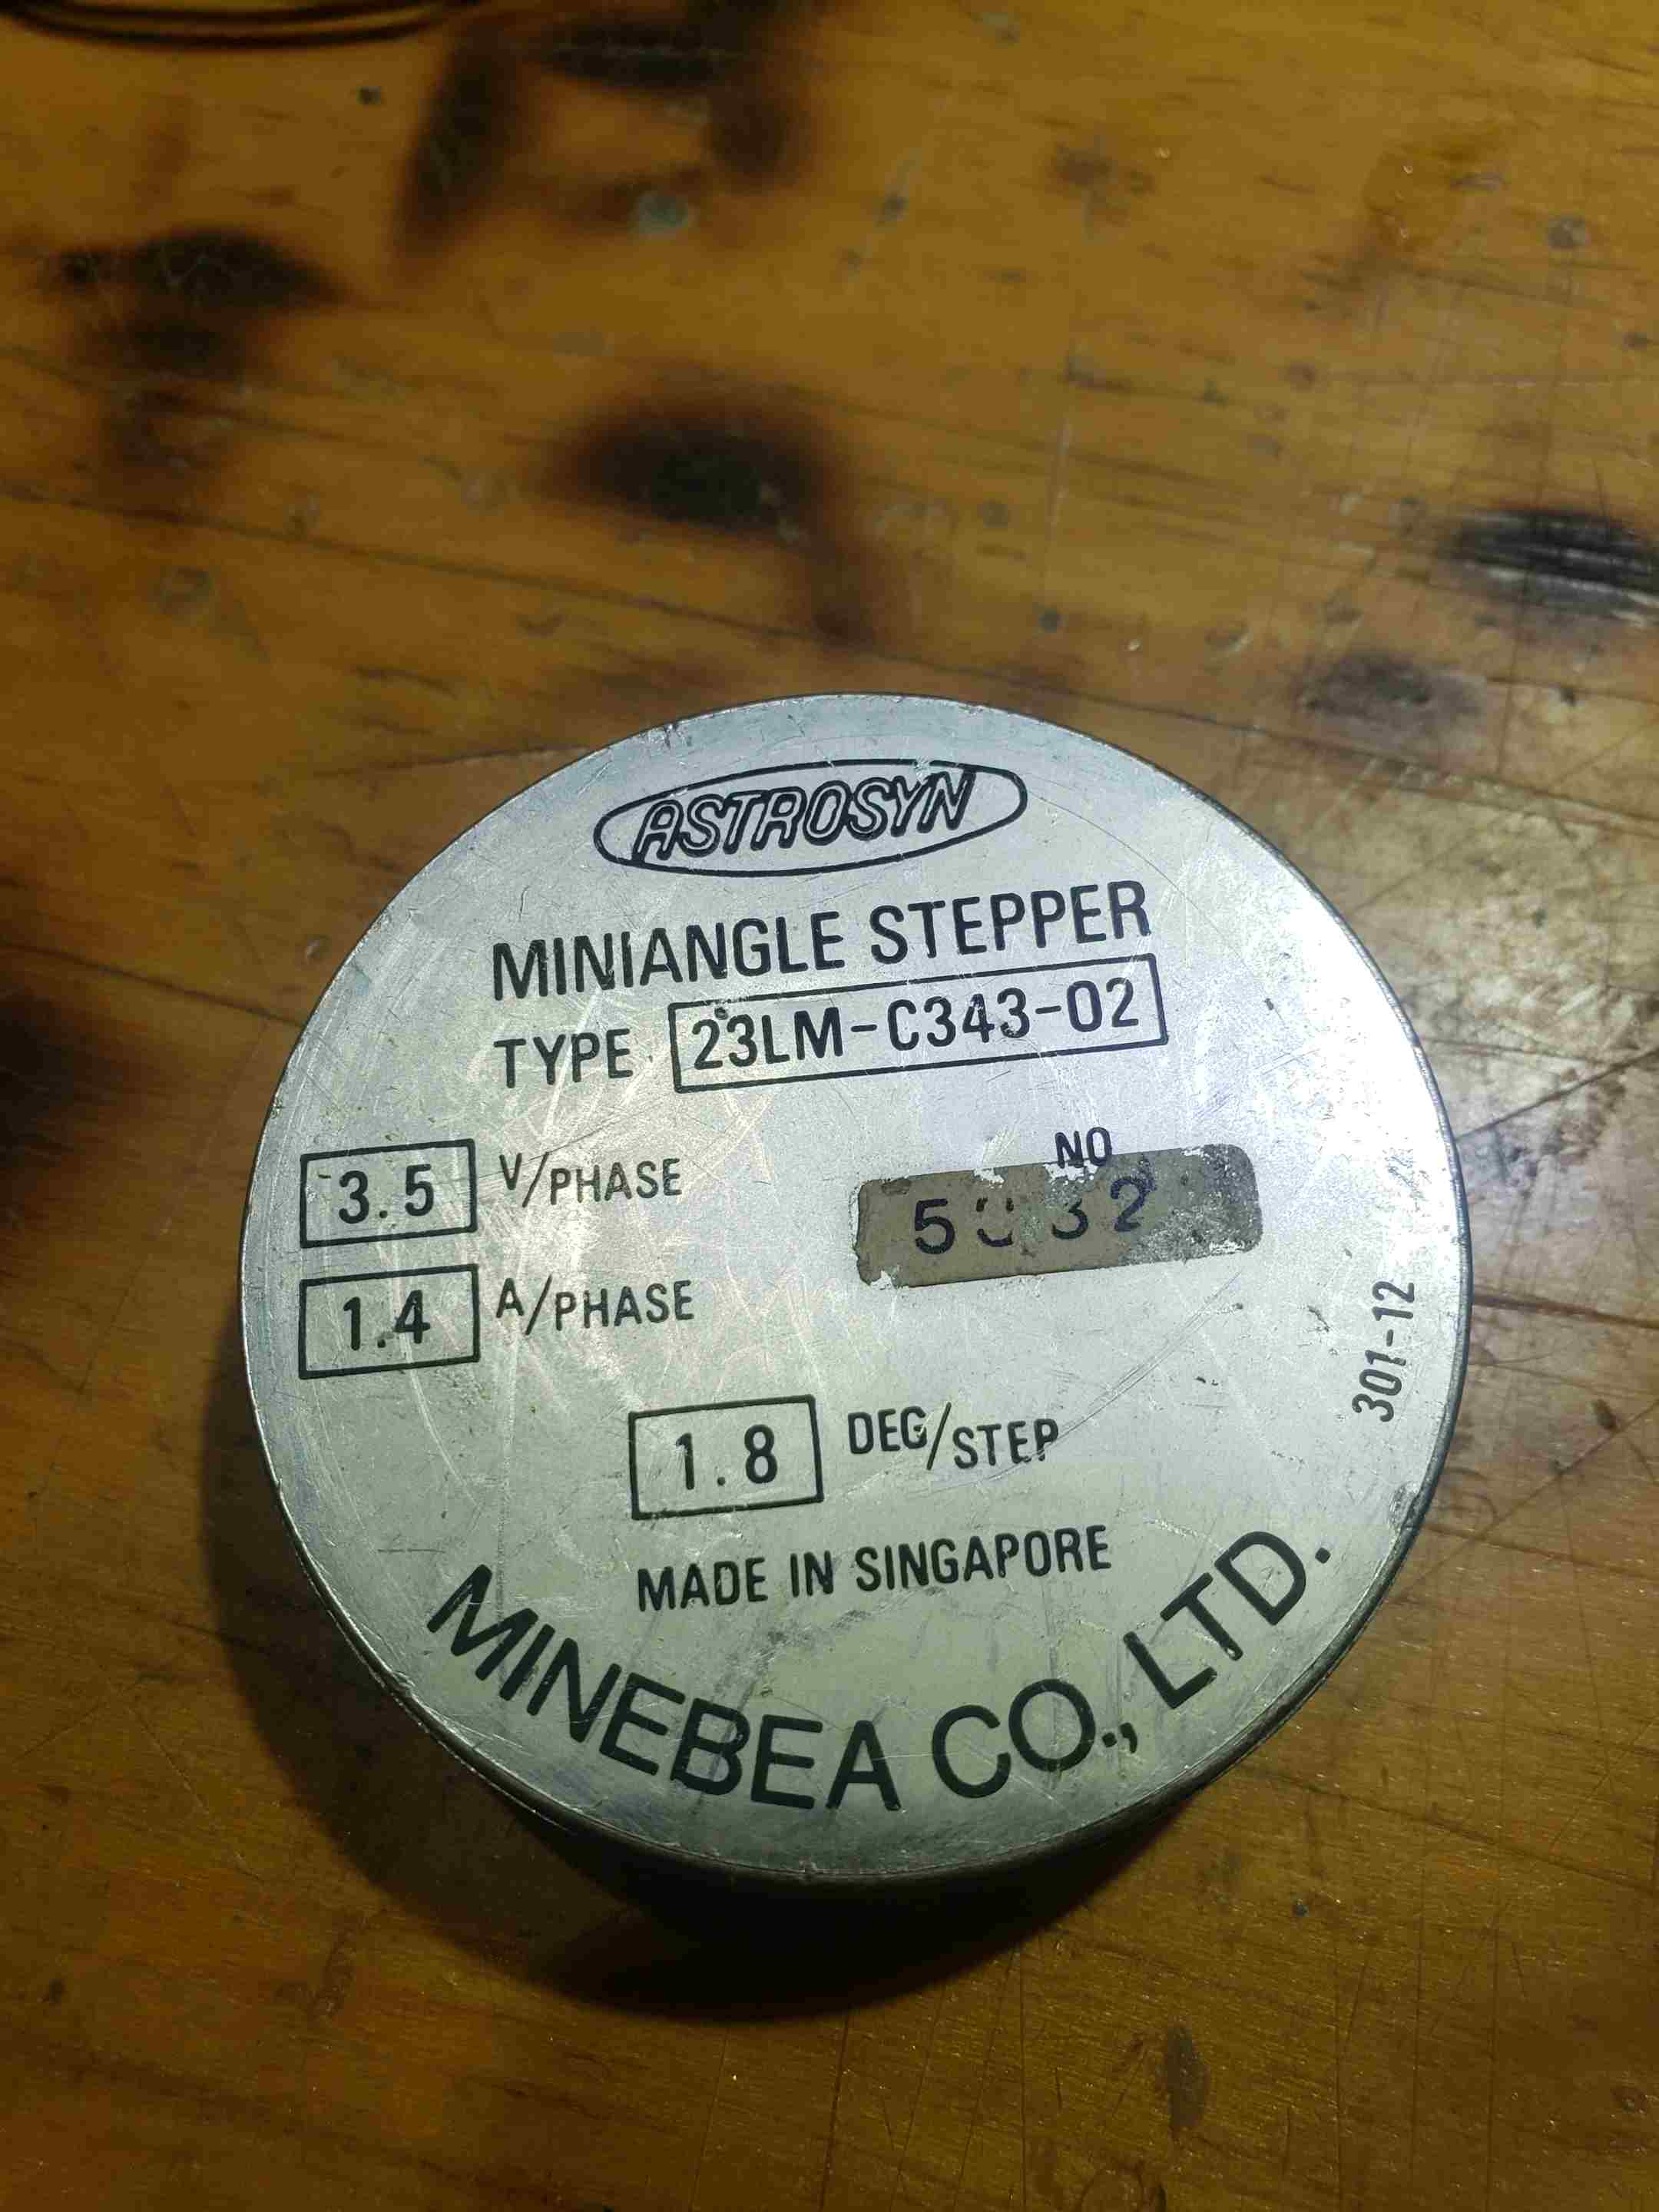 ASTROSYN
MINIANGLE STEPPER
TYPE 23LM-C343-02
3.5 V/PHASE
NO
1.4 A/PHASE
1.8 DEG/STEP
301-12
MADE IN SINGAPORE
MINEBEA CO., LTD.